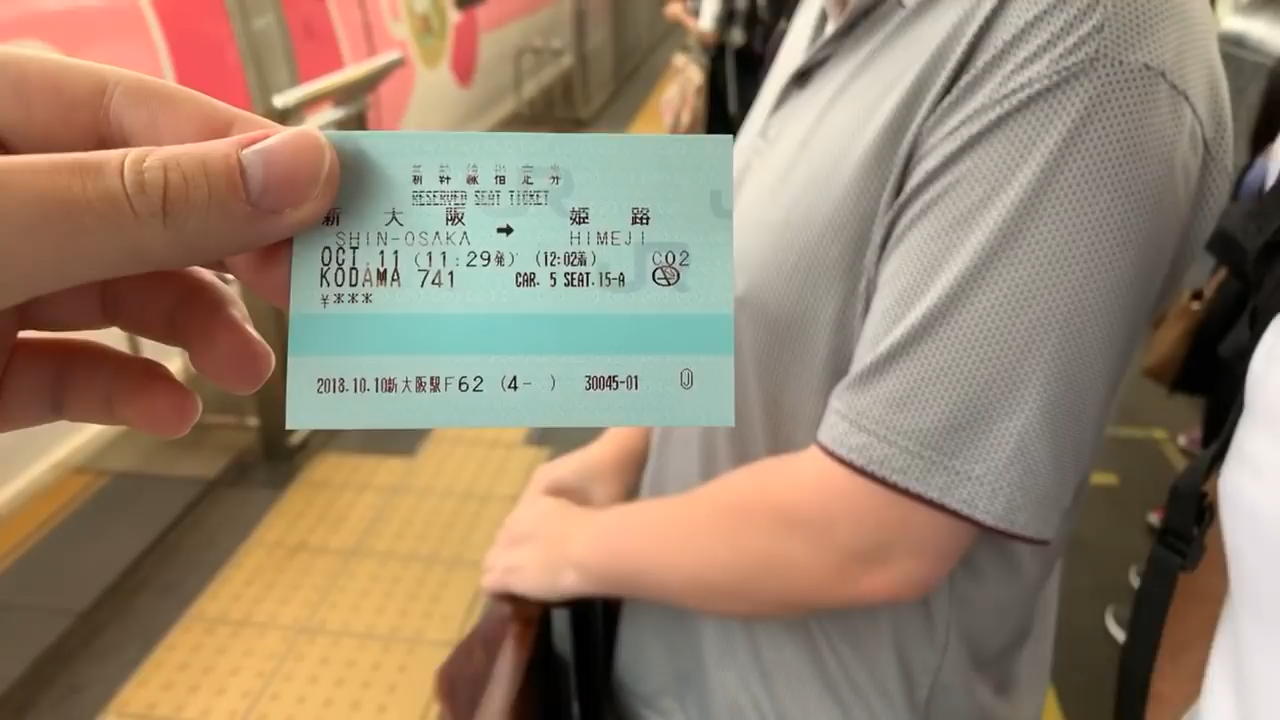 新幹線指定券
RESERVED SEAT TICKET
新大阪 ➡ 姫路
SHIN-OSAKA HIMEJI
OCT.11 (11:29発) (12:02着) C02
KODAMA 741 CAR. 5 SEAT.15-A
¥***
2018.10.10新大阪駅F62 (4- ) 30045-01